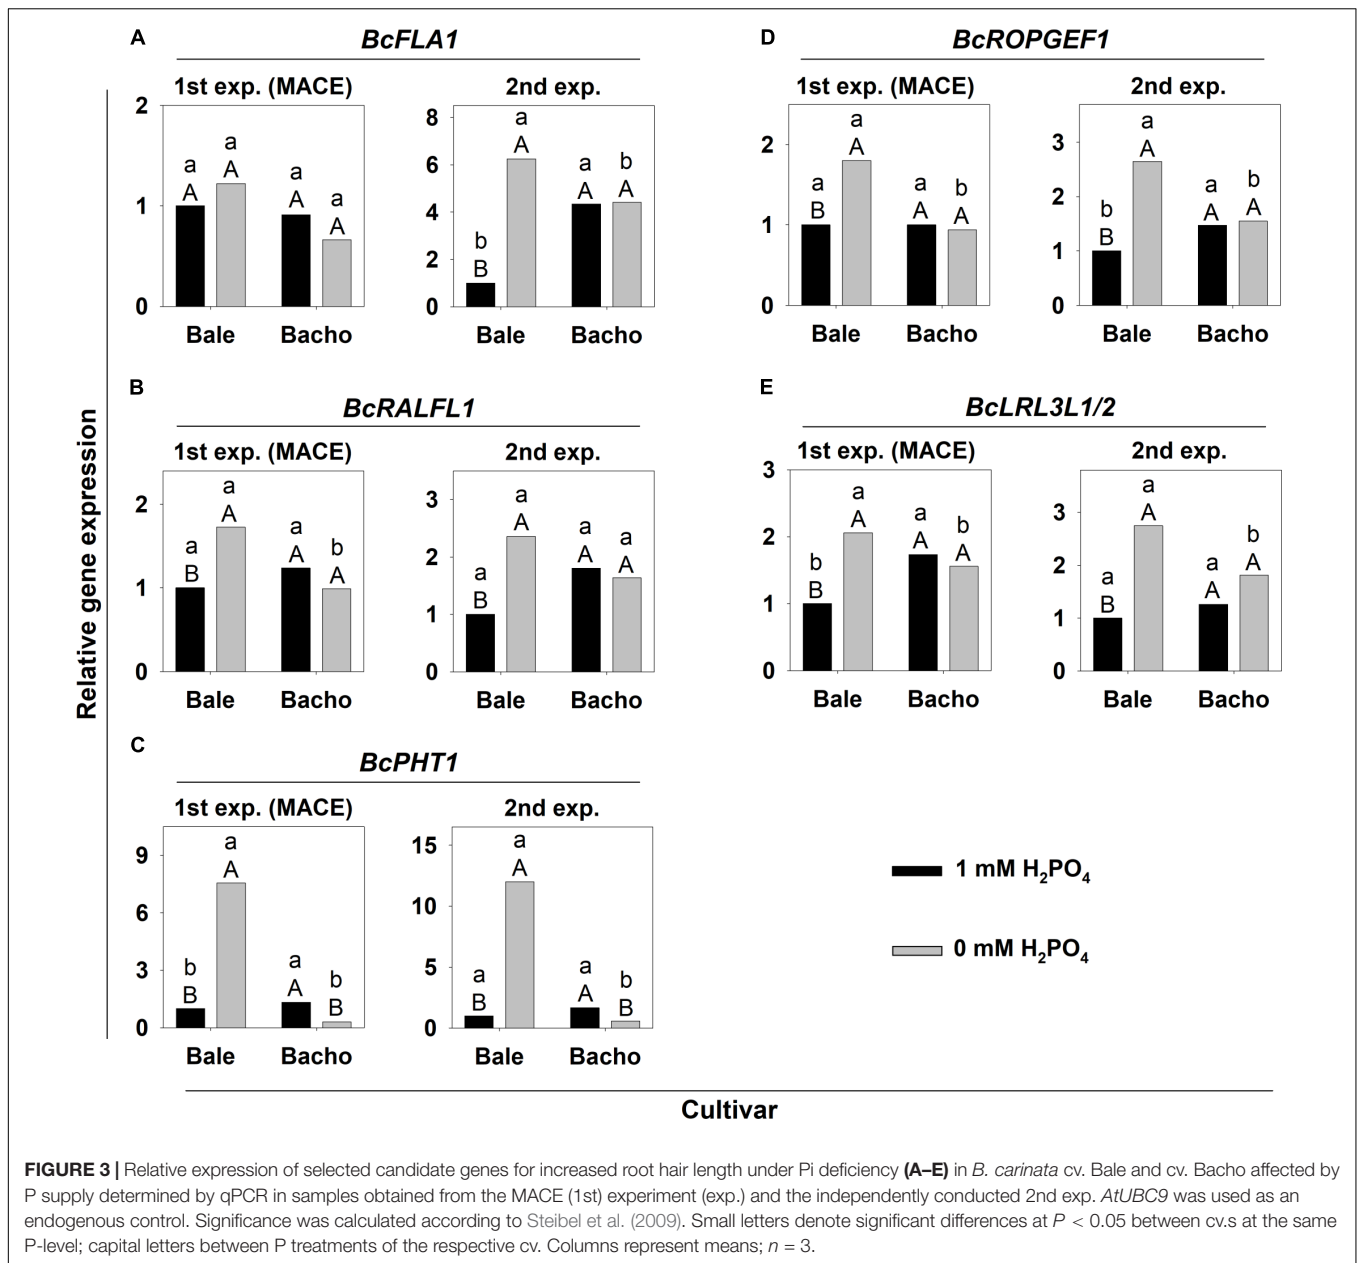 A
BcFLA1
1st exp. (MACE)
2nd exp.
2
1
0
a
A
a
A
a
A
a
A
Bale
Bacho
8
6
4
2
0
b
B
a
A
a
A
b
A
Bale
Bacho
D
BcROPGEF1
1st exp. (MACE)
2nd exp.
2
1
0
a
B
a
A
a
A
b
A
Bale
Bacho
3
2
1
0
b
B
a
A
a
A
b
A
Bale
Bacho
Relative gene expression
B
BcRALFL1
1st exp. (MACE)
2nd exp.
2
1
0
a
B
a
A
a
A
b
A
Bale
Bacho
3
2
1
0
a
B
a
A
a
A
a
A
Bale
Bacho
E
BcLRL3L1/2
1st exp. (MACE)
2nd exp.
3
2
1
0
b
B
a
A
a
A
b
A
Bale
Bacho
3
2
1
0
a
B
a
A
a
A
b
A
Bale
Bacho
C
BcPHT1
1st exp. (MACE)
2nd exp.
9
6
3
0
b
B
a
A
a
A
b
B
Bale
Bacho
15
10
5
0
a
B
a
A
a
A
b
B
Bale
Bacho
1 mM H₂PO₄
0 mM H₂PO₄
Cultivar
FIGURE 3 | Relative expression of selected candidate genes for increased root hair length under Pi deficiency (A–E) in B. carinata cv. Bale and cv. Bacho affected by
P supply determined by qPCR in samples obtained from the MACE (1st) experiment (exp.) and the independently conducted 2nd exp. AtUBC9 was used as an
endogenous control. Significance was calculated according to Steibel et al. (2009). Small letters denote significant differences at P < 0.05 between cv.s at the same
P-level; capital letters between P treatments of the respective cv. Columns represent means; n = 3.